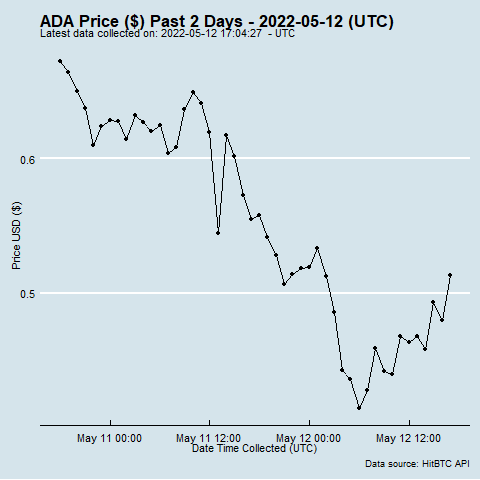 ADA Price ($) Past 2 Days - 2022-05-12 (UTC)
Latest data collected on: 2022-05-12 17:04:27  - UTC
0.6
Price USD ($)
0.5
May 11 00:00 May 11 12:00 May 12 00:00 May 12 12:00
Date Time Collected (UTC)
Data source: HitBTC API